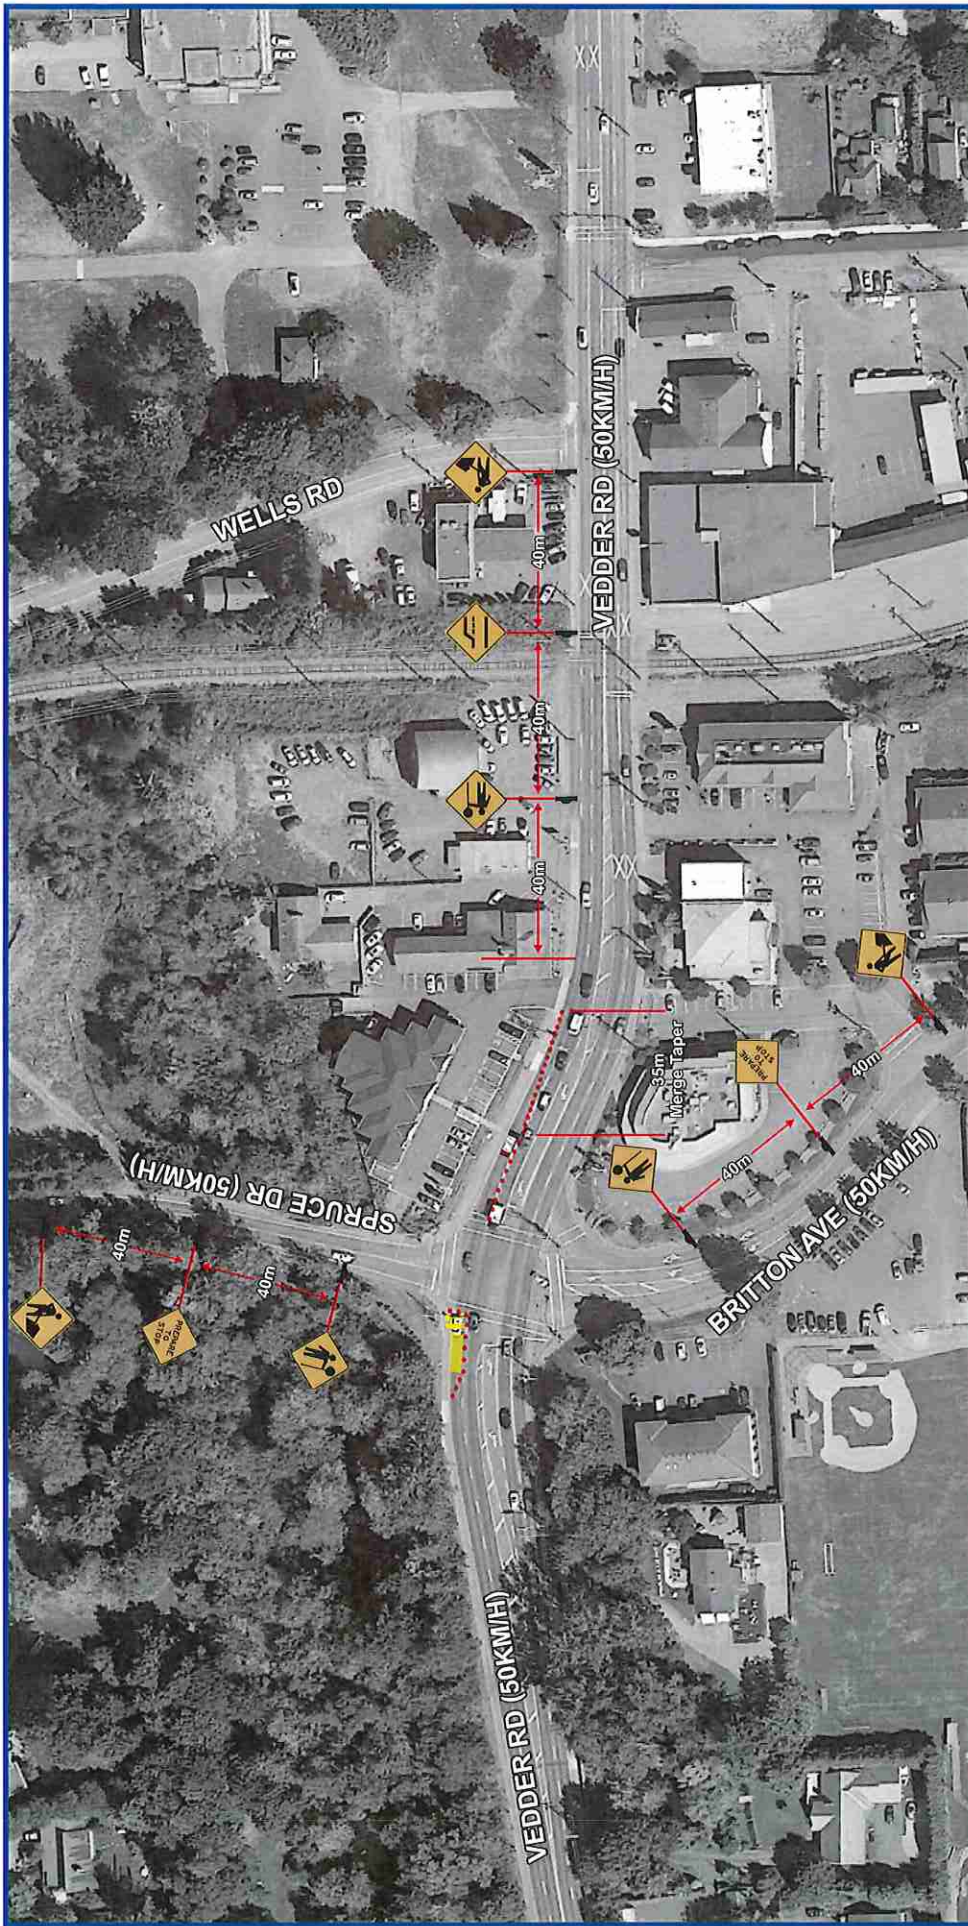 WELLS RD
VEDDER RD (50KM/H)
40m
40m
40m
35m
Merge Taper
SPRUCE DR (50KM/H)
40m
40m
PREPARE
TO
STOP
PREPARE
TO
STOP
40m
40m
BRITTON AVE (50KM/H)
VEDDER RD (50KM/H)